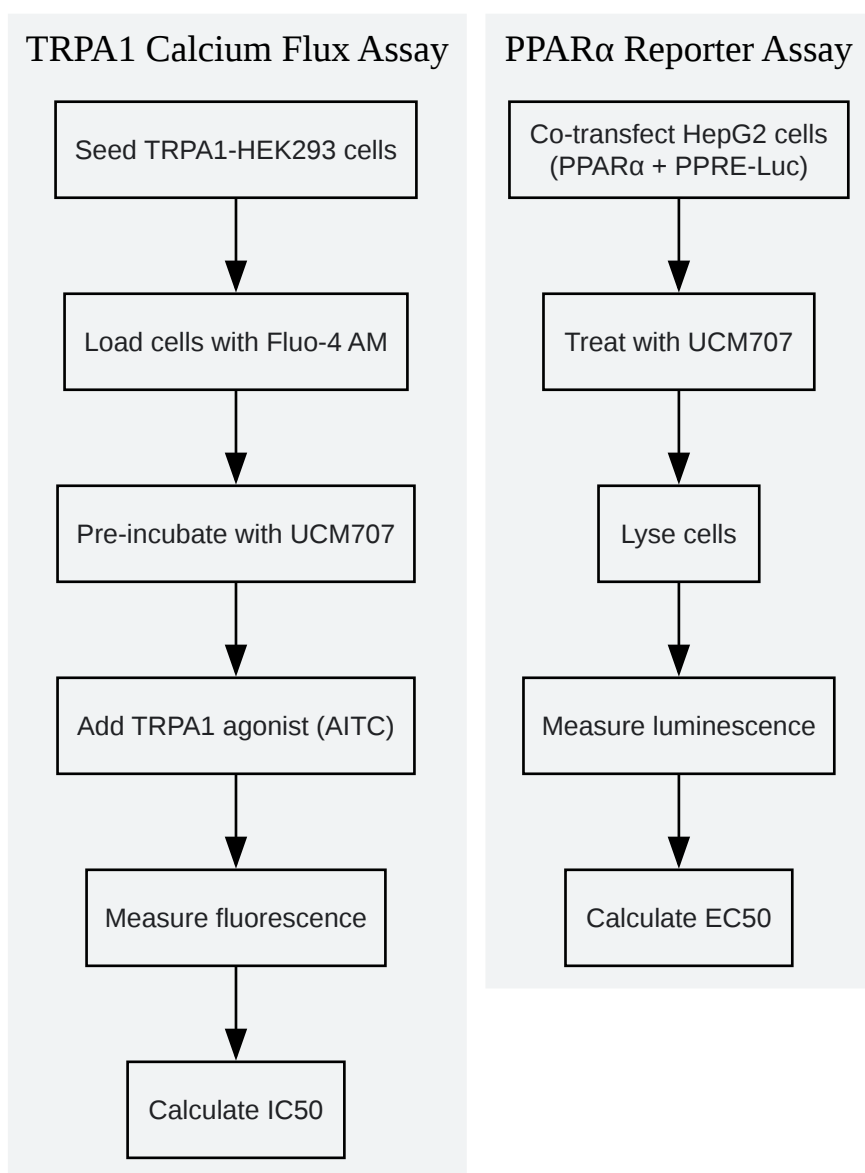 TRPA1 Calcium Flux Assay
Seed TRPA1-HEK293 cells
Load cells with Fluo-4 AM
Pre-incubate with UCM707
Add TRPA1 agonist (AITC)
Measure fluorescence
Calculate IC50
PPARα Reporter Assay
Co-transfect HepG2 cells
(PPARα + PPRE-Luc)
Treat with UCM707
Lyse cells
Measure luminescence
Calculate EC50